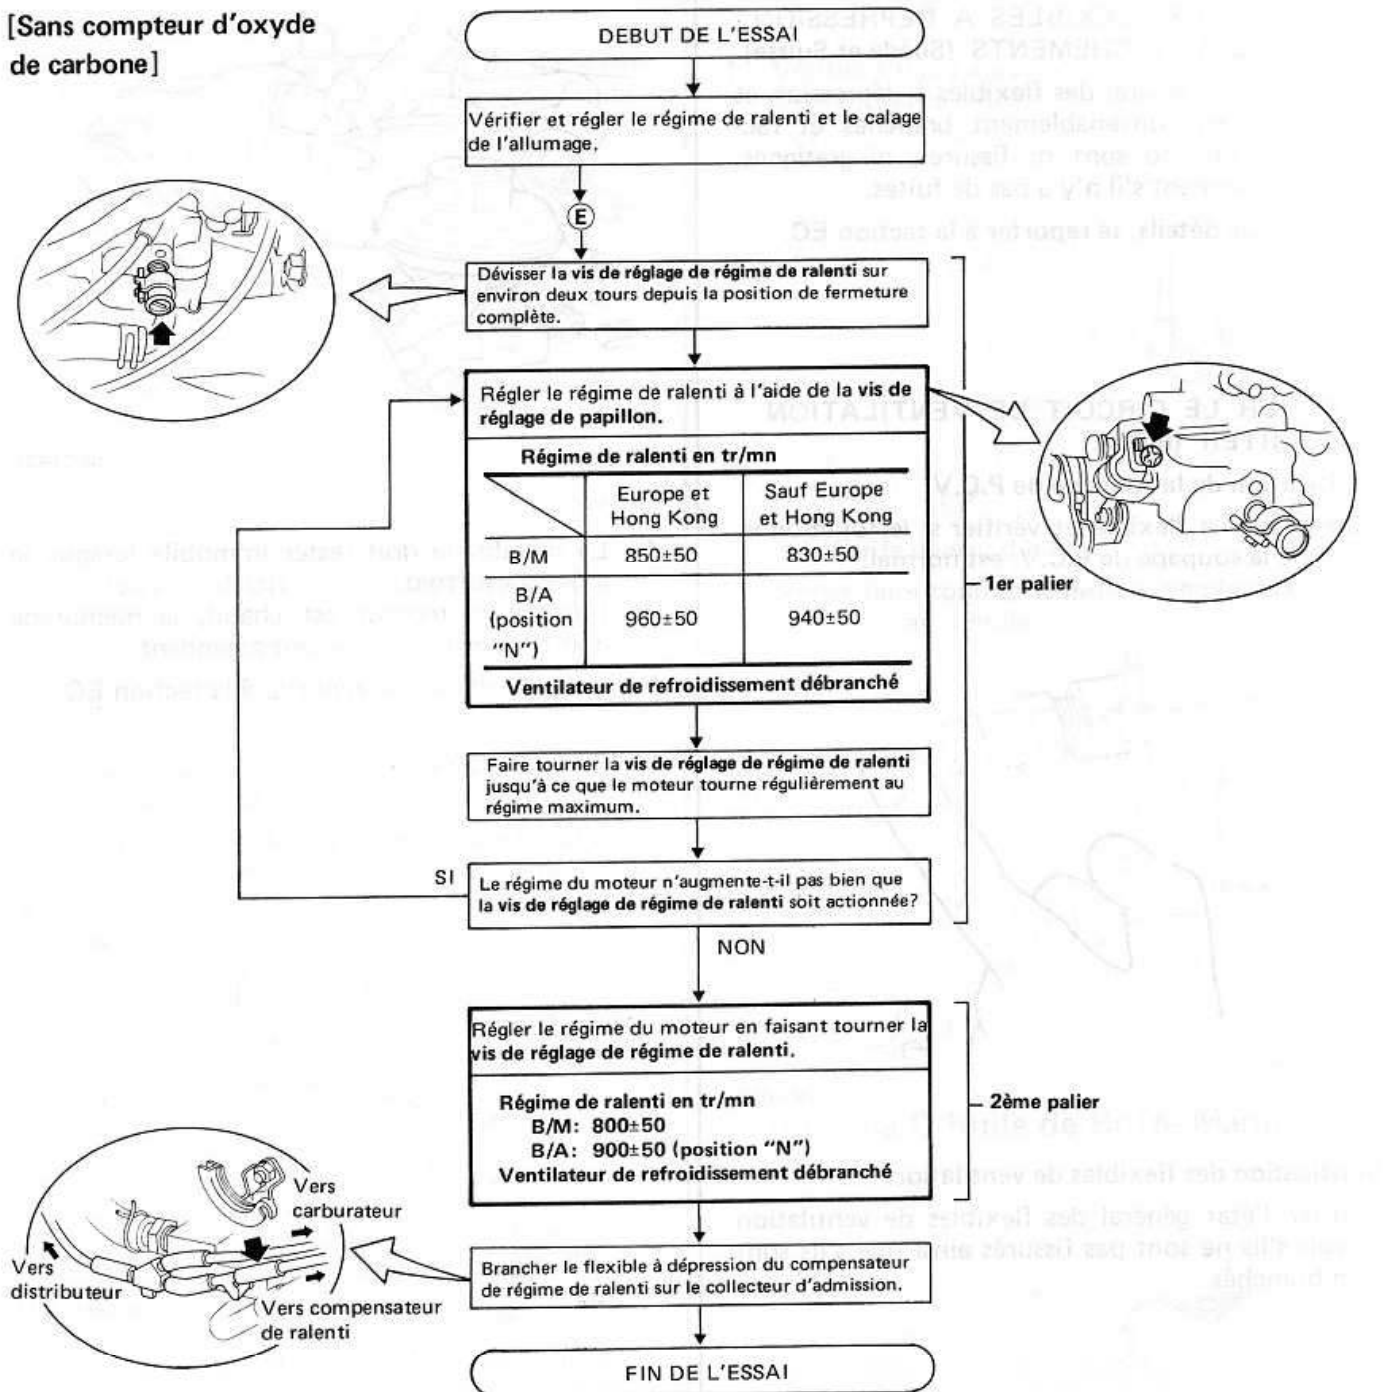 [Sans compteur d'oxyde
de carbone]
DEBUT DE L'ESSAI
Vérifier et régler le régime de ralenti et le calage
de l'allumage.
E
Dévisser la vis de réglage de régime de ralenti sur
environ deux tours depuis la position de fermeture
complète.
Régler le régime de ralenti à l'aide de la vis de
réglage de papillon.
Régime de ralenti en tr/mn
Europe et
Hong Kong
Sauf Europe
et Hong Kong
B/M
850±50
830±50
B/A
(position
"N")
960±50
940±50
Ventilateur de refroidissement débranché
1er palier
Faire tourner la vis de réglage de régime de ralenti
jusqu'à ce que le moteur tourne régulièrement au
régime maximum.
SI
Le régime du moteur n'augmente-t-il pas bien que
la vis de réglage de régime de ralenti soit actionnée?
NON
Régler le régime du moteur en faisant tourner la
vis de réglage de régime de ralenti.
Régime de ralenti en tr/mn
B/M: 800±50
B/A: 900±50 (position "N")
Ventilateur de refroidissement débranché
2ème palier
Vers
carburateur
Vers
distributeur
Vers compensateur
de ralenti
Brancher le flexible à dépression du compensateur
de régime de ralenti sur le collecteur d'admission.
FIN DE L'ESSAI